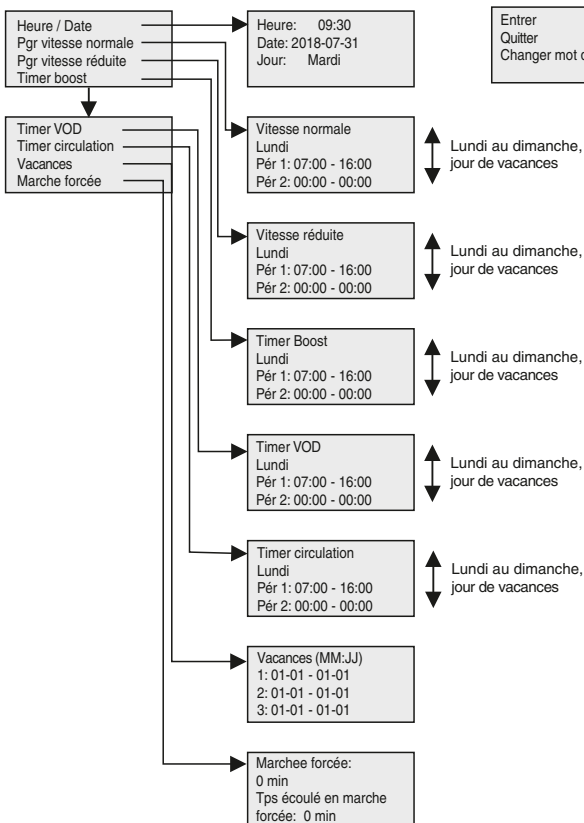 Heure / Date
Pgr vitesse normale
Pgr vitesse réduite
Timer boost
Timer VOD
Timer circulation
Vacances
Marche forcée
Heure: 09:30
Date: 2018-07-31
Jour: Mardi
Entrer
Quitter
Changer mot
Vitesse normale
Lundi
Pér 1: 07:00 - 16:00
Pér 2: 00:00 - 00:00
Lundi au dimanche,
jour de vacances
Vitesse réduite
Lundi
Pér 1: 07:00 - 16:00
Pér 2: 00:00 - 00:00
Lundi au dimanche,
jour de vacances
Timer Boost
Lundi
Pér 1: 07:00 - 16:00
Pér 2: 00:00 - 00:00
Lundi au dimanche,
jour de vacances
Timer VOD
Lundi
Pér 1: 07:00 - 16:00
Pér 2: 00:00 - 00:00
Lundi au dimanche,
jour de vacances
Timer circulation
Lundi
Pér 1: 07:00 - 16:00
Pér 2: 00:00 - 00:00
Lundi au dimanche,
jour de vacances
Vacances (MM:JJ)
1: 01-01 - 01-01
2: 01-01 - 01-01
3: 01-01 - 01-01
Marchee forcée:
0 min
Tps écoulé en marche
forcée: 0 min